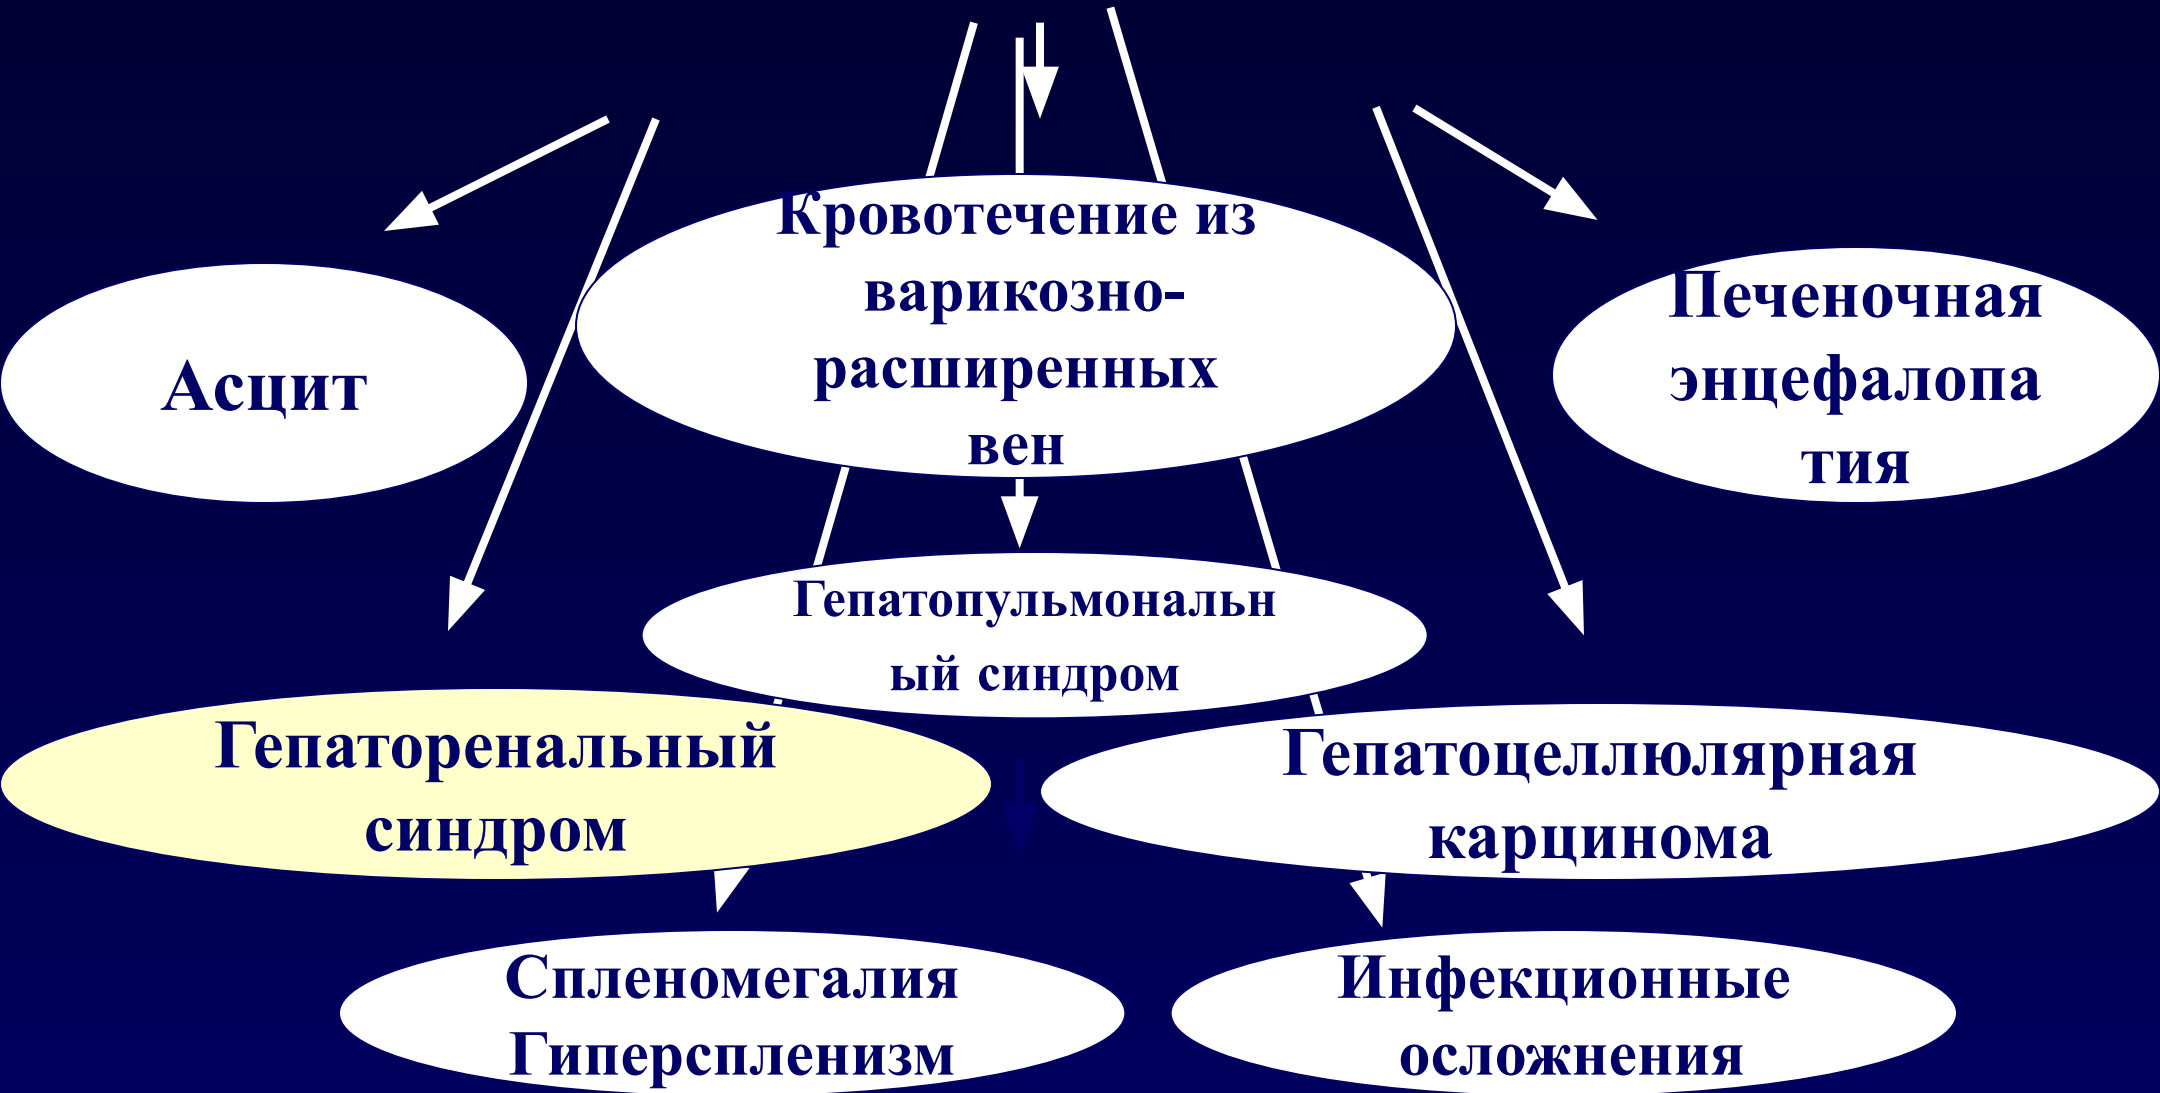 Кровотечение из
варикозно-
расширенных
вен
Асцит
Печеночная
энцефалопа
тия
Гепатопульмональн
ый синдром
Гепаторенальный
синдром
Гепатоцеллюлярная
карцинома
Спленомегалия
Гиперспленизм
Инфекционные
осложнения